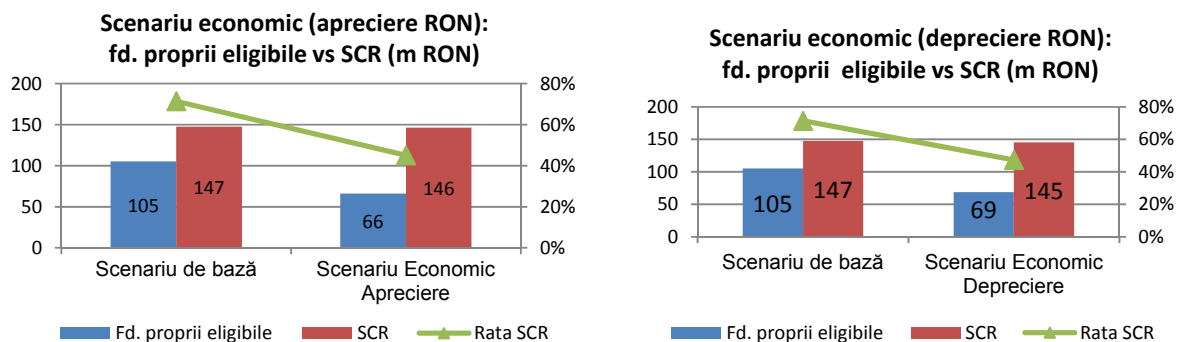 Scenariu economic (apreciere RON):
fd. proprii eligibile vs SCR (m RON)
200
150
100
50
0
80%
60%
40%
20%
0%
105
147
66
146
Scenariu de bază
Scenariu Economic
Apreciere
Fd. proprii eligibile
SCR
Rata SCR
Scenariu economic (depreciere RON):
fd. proprii eligibile vs SCR (m RON)
200
150
100
50
0
80%
60%
40%
20%
0%
105
147
69
145
Scenariu de bază
Scenariu Economic
Depreciere
Fd. proprii eligibile
SCR
Rata SCR